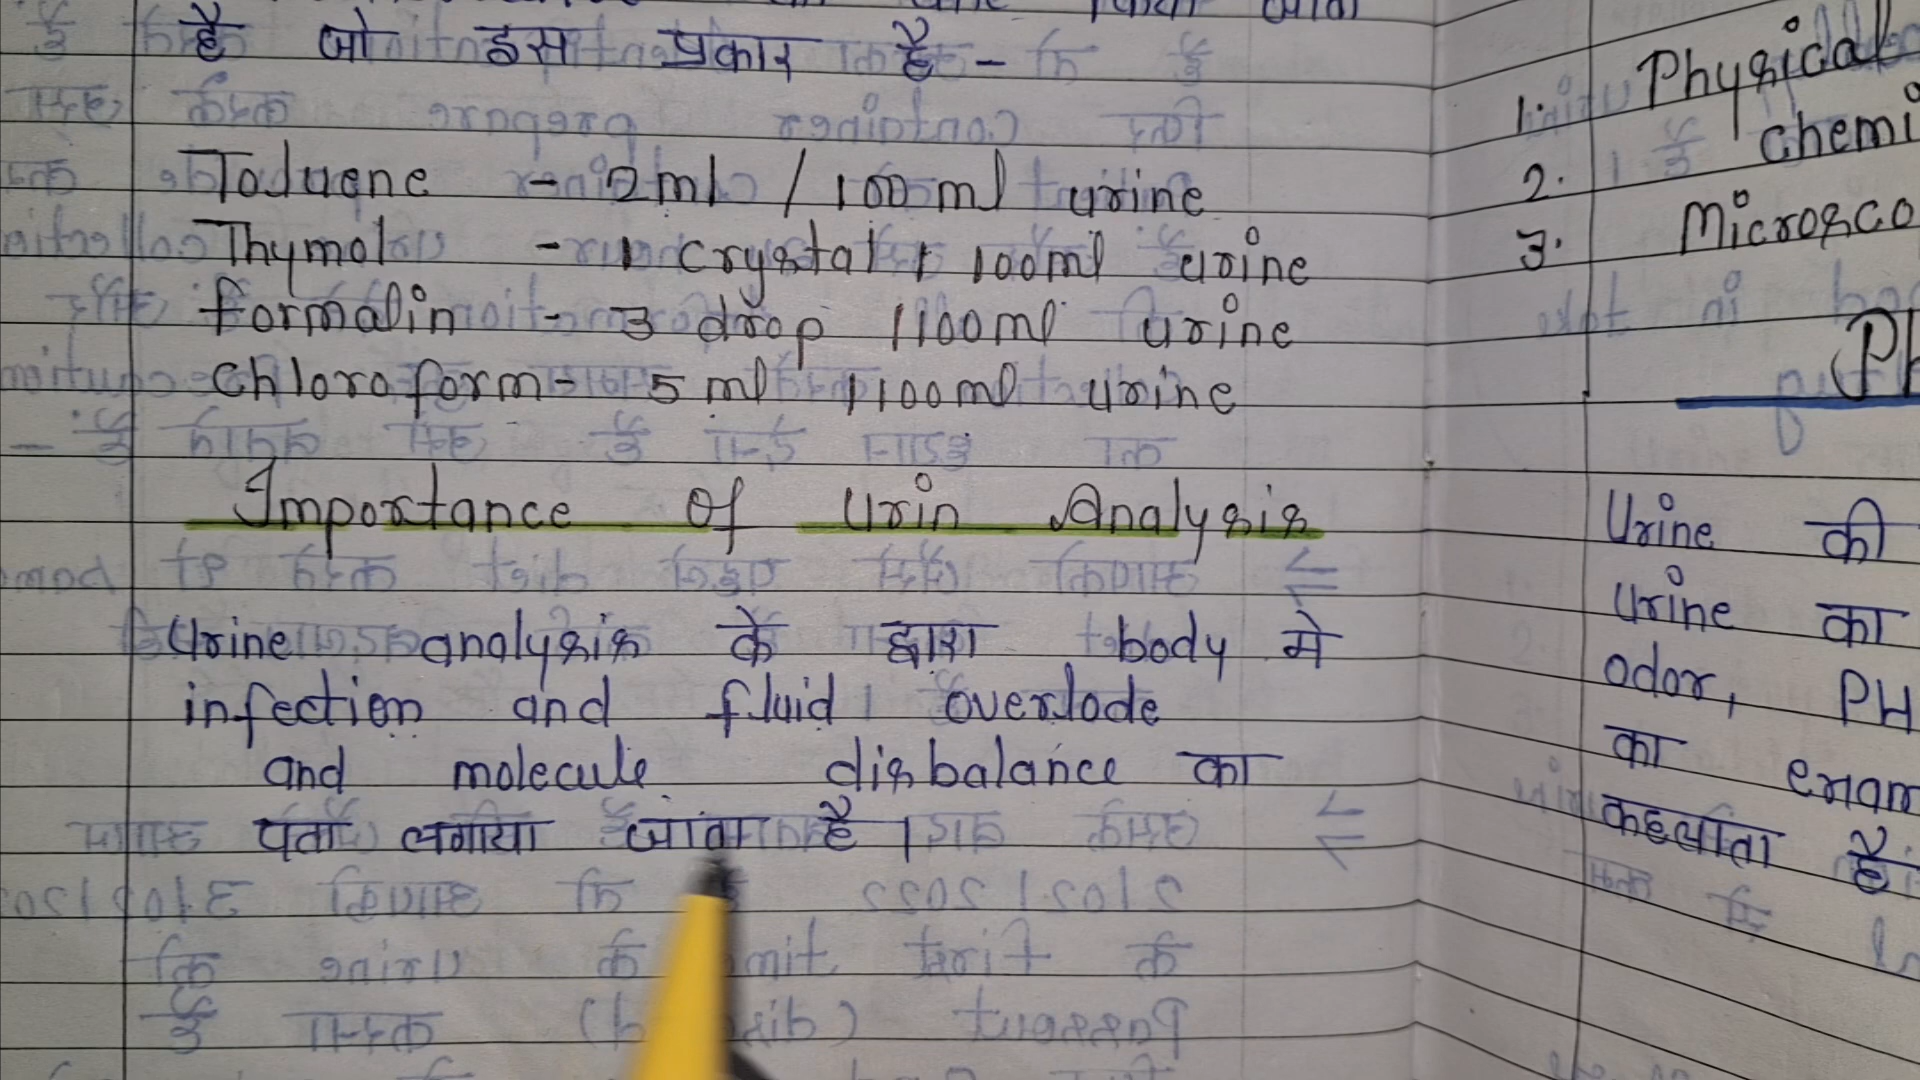 है जो इस प्रकार है -
Toluene - 2ml / 100ml urine
Thymol - 1 crystal / 100ml urine
formalin - 3 drop / 100ml urine
Chloroform - 5 ml / 100ml urine
Importance Of Urin Analysis
Urine analysis के द्वारा body मे
infection and fluid overlode
and molecule disbalance का
पता लगाया जाता है ।
1. Physical
2. Chemi
3. Microsco
Ph
Urine की
Urine का
odor, PH
का exam
कहलाता है